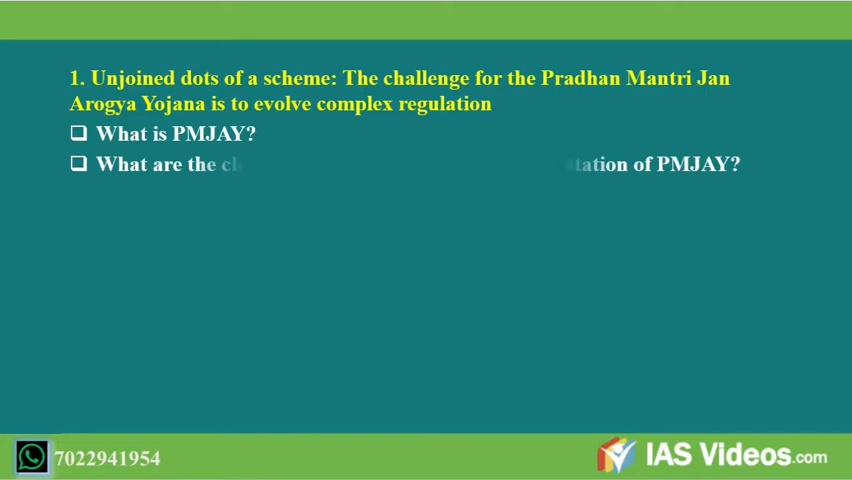 1. Unjoined dots of a scheme: The challenge for the Pradhan Mantri Jan
Arogya Yojana is to evolve complex regulation
What is PMJAY?
What are the of PMJAY?
7022941954
IAS Videos.com